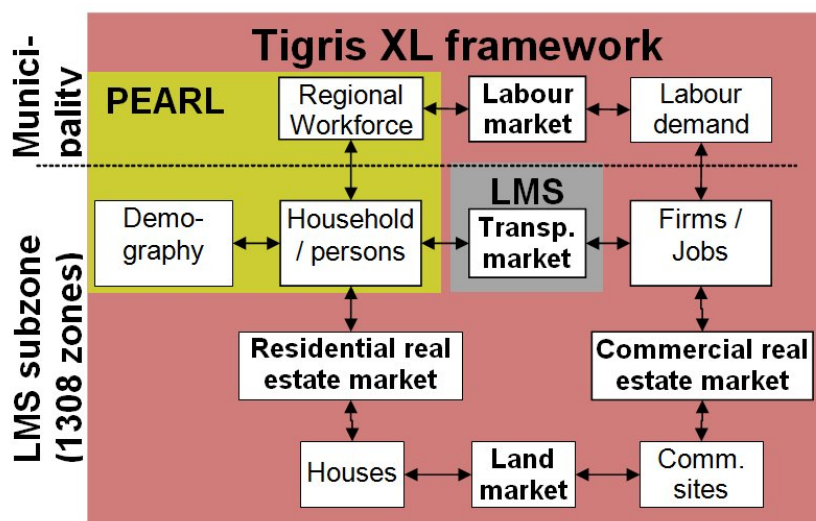 Tigris XL framework
Munici-
pality
PEARL
Regional
Workforce
Labour
market
Labour
demand
LMS subzone
(1308 zones)
Demo-
graphy
Household
/ persons
LMS
Transp.
market
Firms /
Jobs
Residential real
estate market
Commercial real
estate market
Houses
Land
market
Comm.
sites